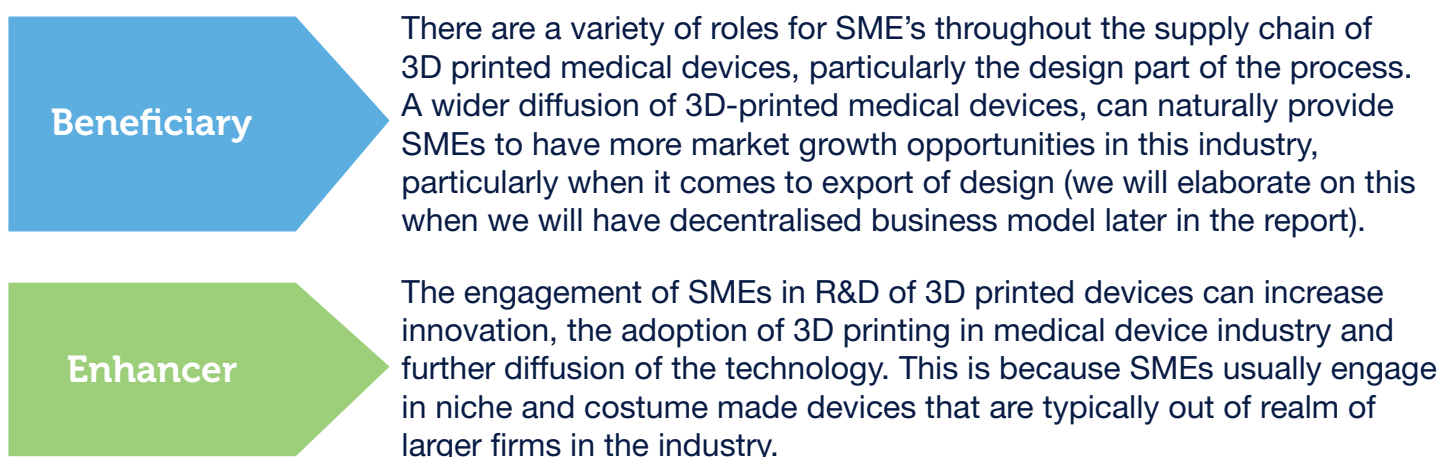 Beneficiary
There are a variety of roles for SME's throughout the supply chain of
3D printed medical devices, particularly the design part of the process.
A wider diffusion of 3D-printed medical devices, can naturally provide
SMEs to have more market growth opportunities in this industry,
particularly when it comes to export of design (we will elaborate on this
when we will have decentralised business model later in the report).
Enhancer
The engagement of SMEs in R&D of 3D printed devices can increase
innovation, the adoption of 3D printing in medical device industry and
further diffusion of the technology. This is because SMEs usually engage
in niche and costume made devices that are typically out of realm of
larger firms in the industry.